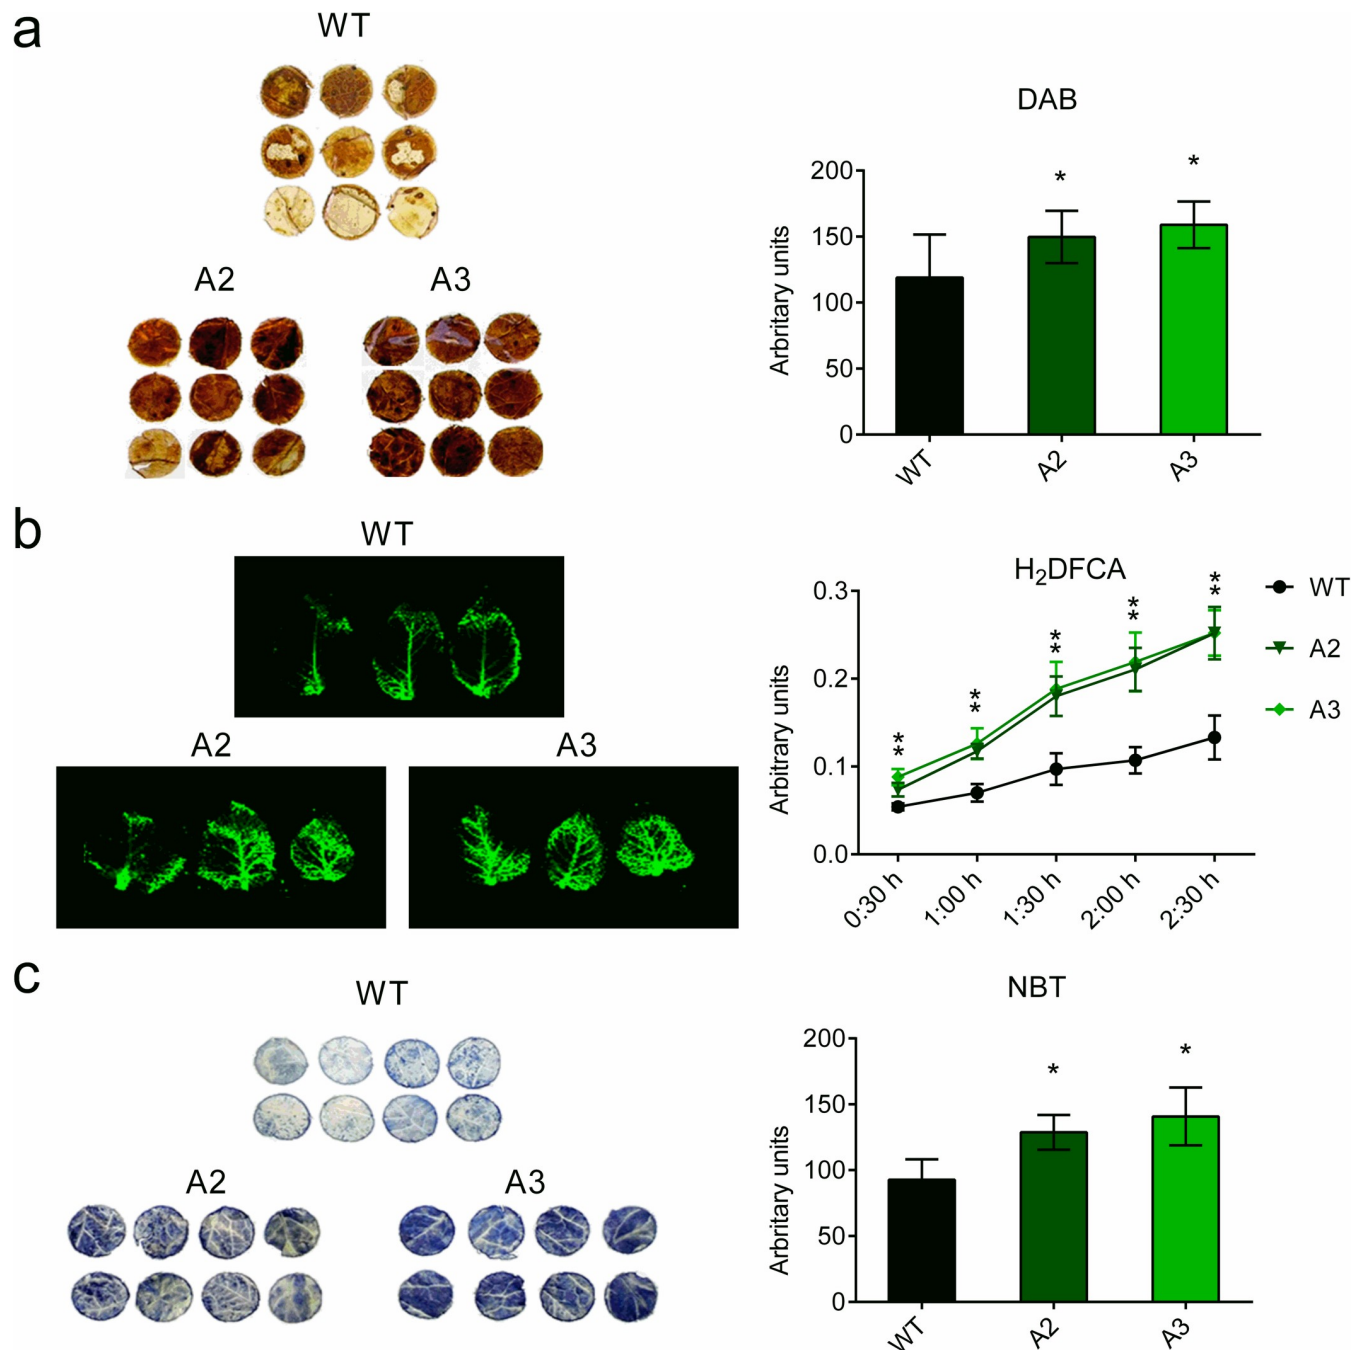 a
WT
A2
A3
DAB
Arbritary units
200
150
100
50
0
WT
A2
A3
*
*
b
WT
A2
A3
H₂DFCA
Arbitrary units
0.3
0.2
0.1
0.0
0:30 h
1:00 h
1:30 h
2:00 h
2:30 h
**
**
**
**
**
WT
A2
A3
c
WT
A2
A3
NBT
Arbritary units
200
150
100
50
0
WT
A2
A3
*
*